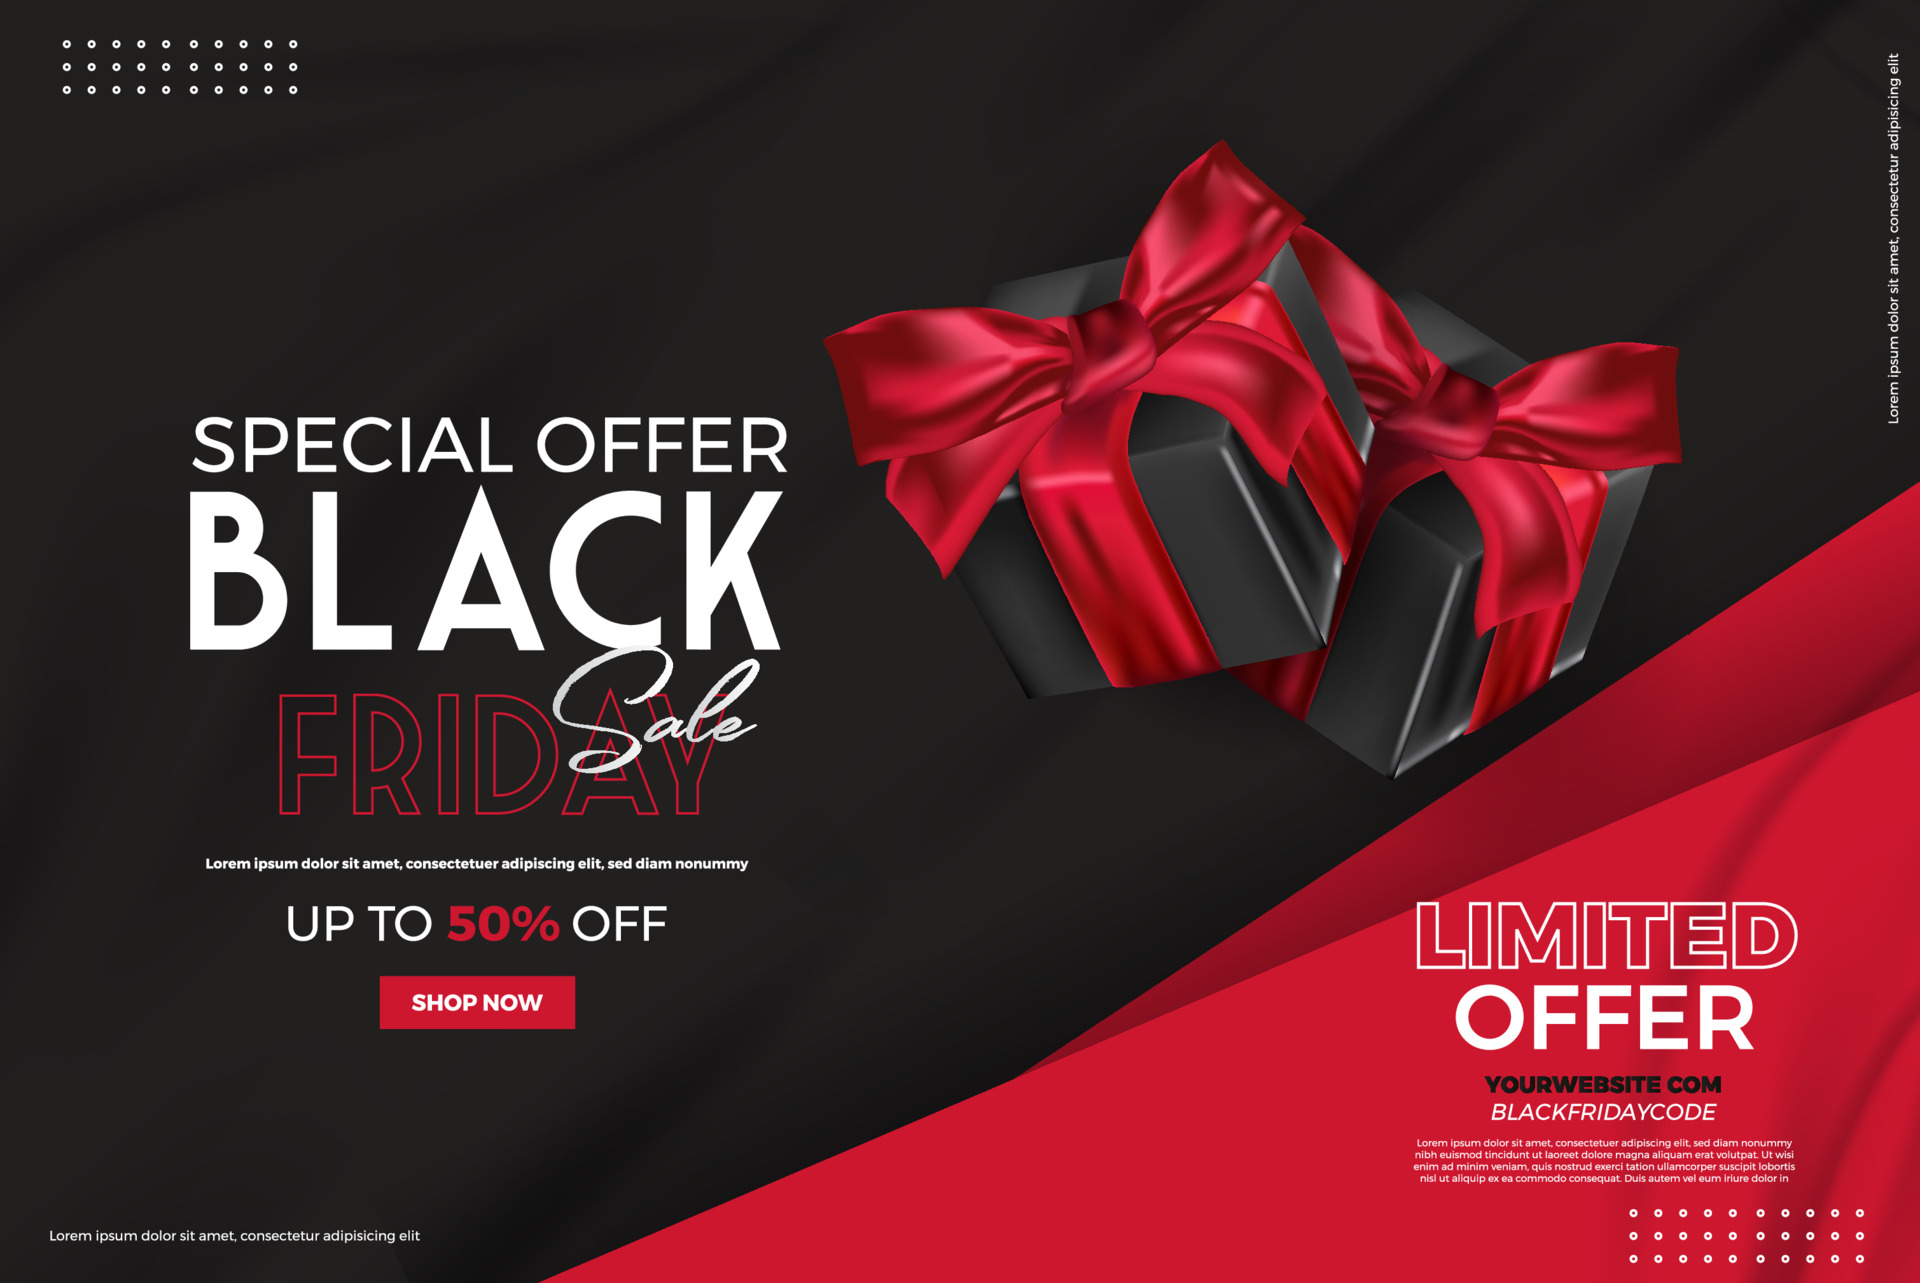 SPECIAL OFFER
BLACK
FRIDAY
Sale
Lorem ipsum dolor sit amet, consectetuer adipiscing elit, sed diam nonummy
UP TO 50% OFF
SHOP NOW
Lorem ipsum dolor sit amet, consectetur adipisicing elit
Lorem ipsum dolor sit amet, consectetur adipisicing elit
LIMITED
OFFER
YOURWEBSITE COM
BLACKFRIDAYCODE
Lorem ipsum dolor sit amet, consectetuer adipiscing elit, sed diam nonummy
nibh euismod tincidunt ut laoreet dolore magna aliquam erat volutpat. Ut wisi
enim ad minim veniam, quis nostrud exerci tation ullamcorper suscipit lobortis
nisl ut aliquip ex ea commodo consequat. Duis autem vel eum iriure dolor in